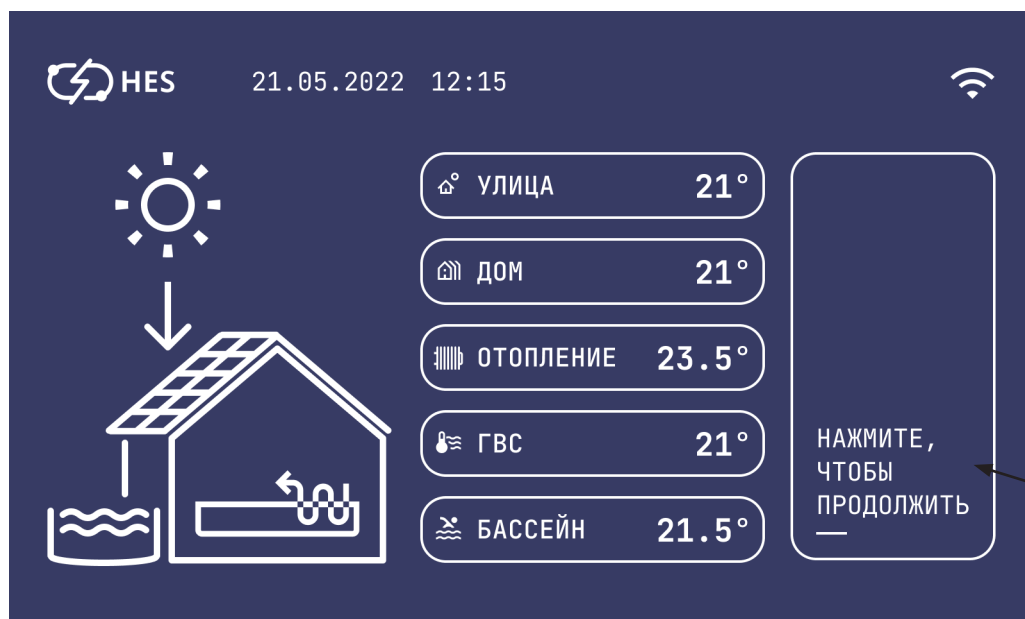 HES
21.05.2022 12:15
УЛИЦА 21°
ДОМ 21°
ОТОПЛЕНИЕ 23.5°
ГВС 21°
БАССЕЙН 21.5°
НАЖМИТЕ,
ЧТОБЫ
ПРОДОЛЖИТЬ